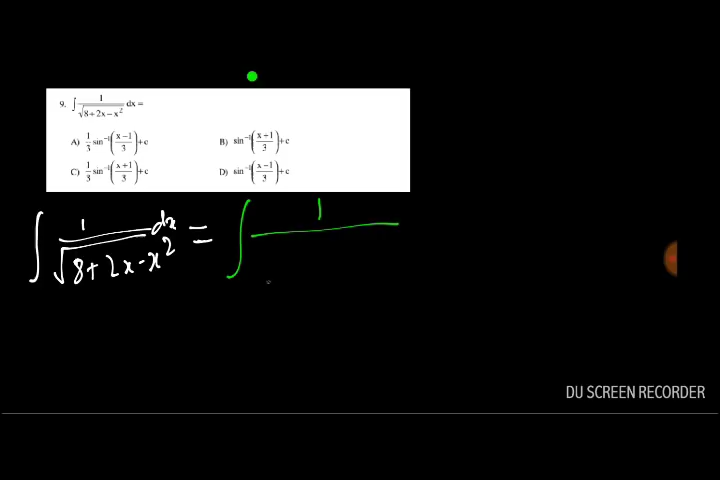 9. ∫ 1/√(8+2x−x²) dx =
A) 1/3 sin⁻¹((x−1)/3)+c B) sin⁻¹((x+1)/3)+c
C) 1/3 sin⁻¹((x+1)/3)+c D) sin⁻¹((x−1)/3)+c
∫ 1/√(8+2x-x²) dx = ∫ 1/
DU SCREEN RECORDER